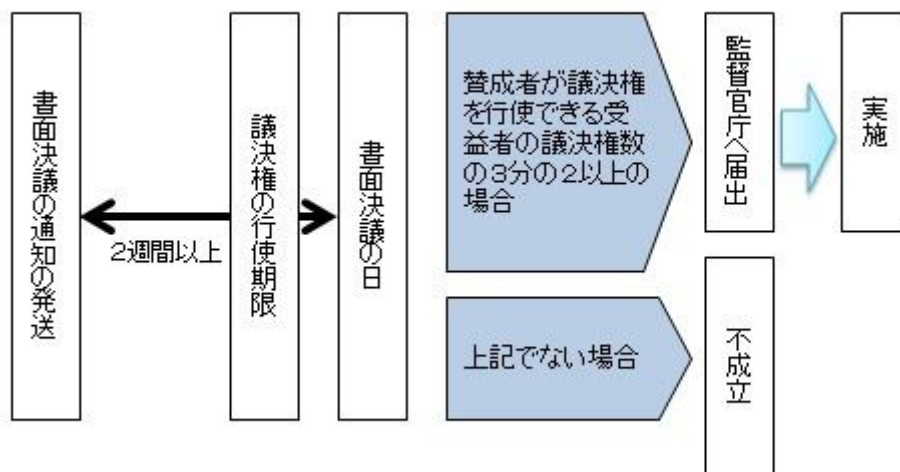 書面決議の通知の発送
2週間以上
議決権の行使期限
書面決議の日
賛成者が議決権
を行使できる受
益者の議決権数
の3分の2以上の
場合
監督官庁へ届出
実施
上記でない場合
不成立